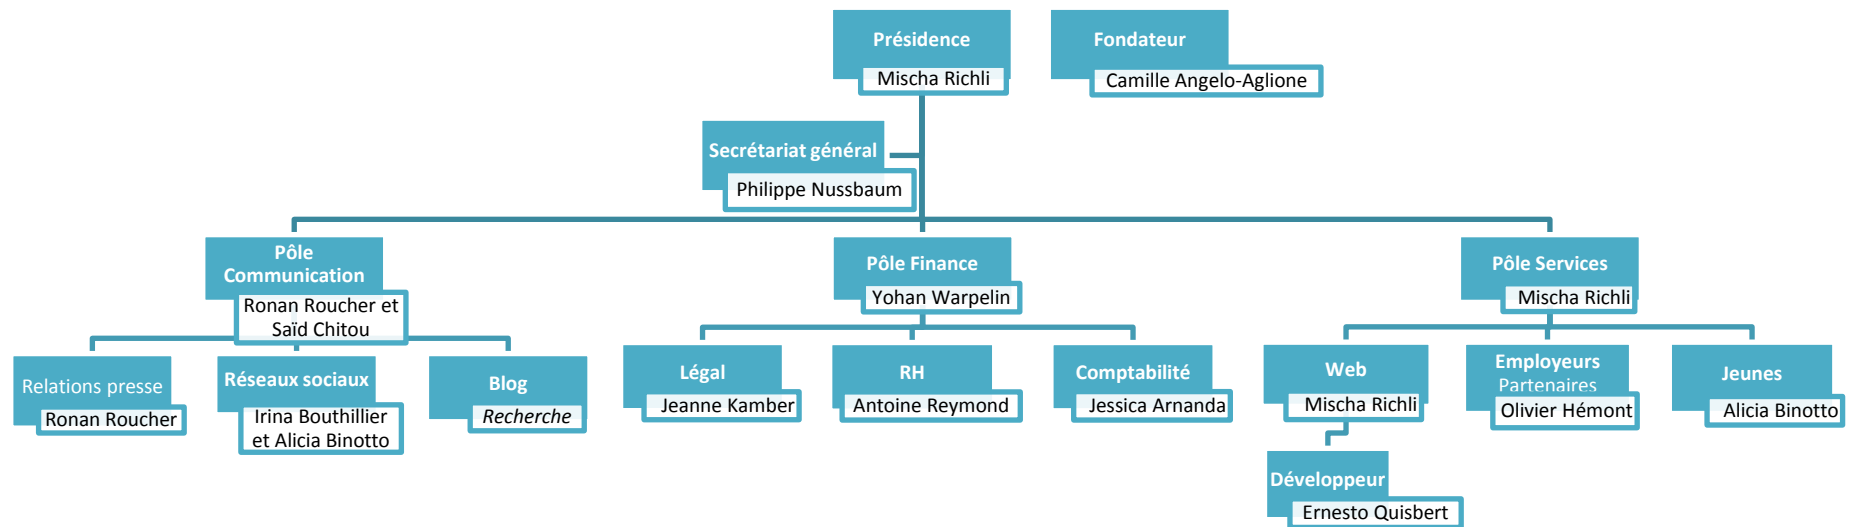 Présidence
Mischa Richli
Fondateur
Camille Angelo-Aglione
Secrétariat général
Philippe Nussbaum
Pôle
Communication
Ronan Roucher et
Saïd Chitou
Pôle Finance
Yohan Warpelin
Pôle Services
Mischa Richli
Relations presse
Ronan Roucher
Réseaux sociaux
Irina Bouthillier
et Alicia Binotto
Blog
Recherche
Légal
Jeanne Kamber
RH
Antoine Reymond
Comptabilité
Jessica Arnanda
Web
Mischa Richli
Employeurs
Partenaires
Olivier Hémont
Jeunes
Alicia Binotto
Développeur
Ernesto Quisbert